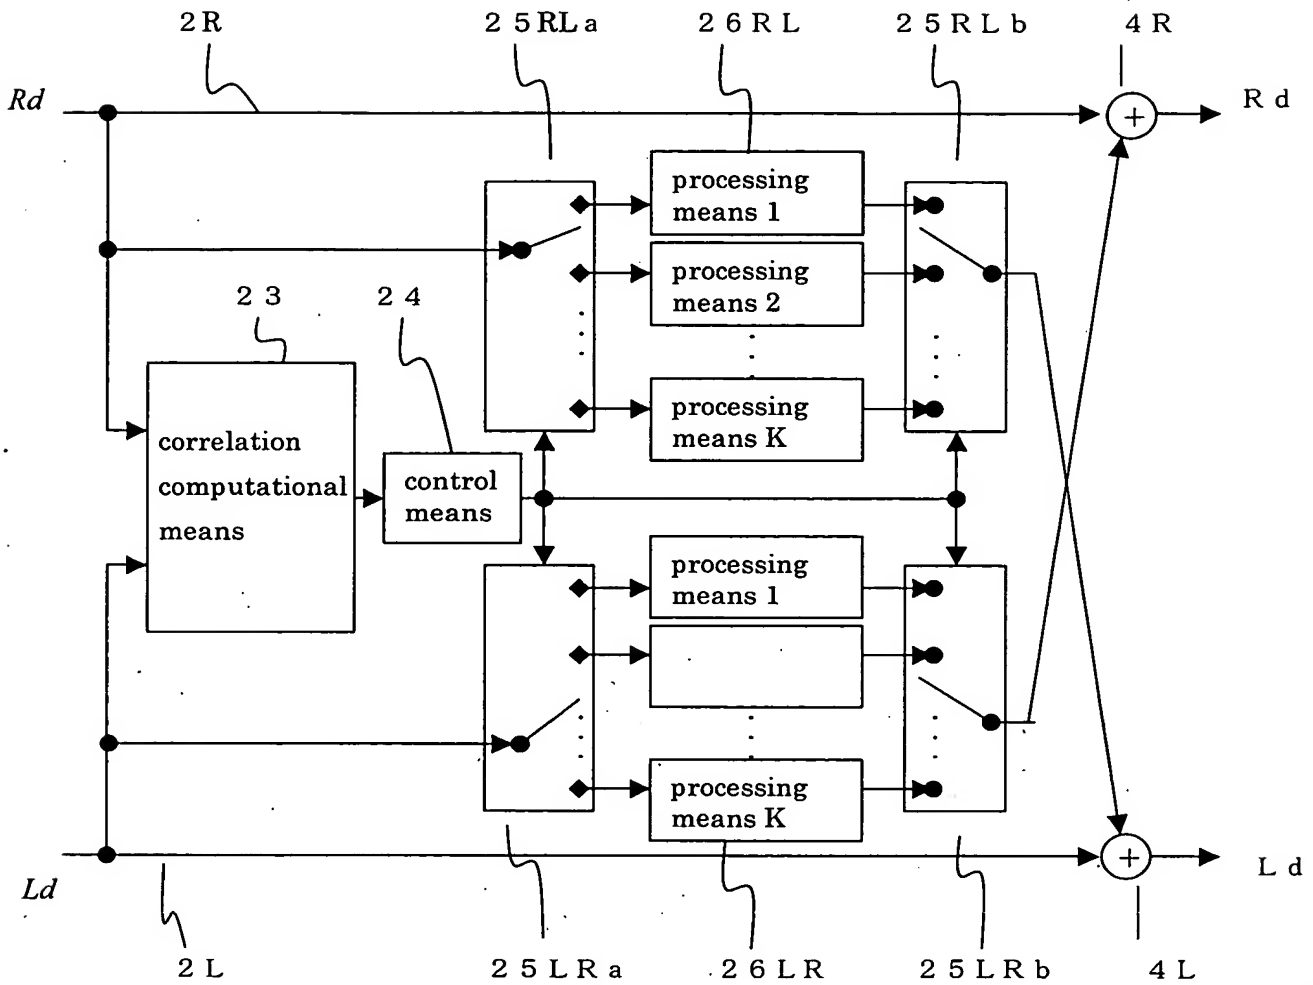 2R
25RLa
26RL
25RLb
4R
Rd
Rd
+
processing
means 1
processing
means 2
23
24
processing
means K
correlation
computational
means
control
means
processing
means 1
processing
means K
+
Ld
Ld
2L
25LRa
26LR
25LRb
4L